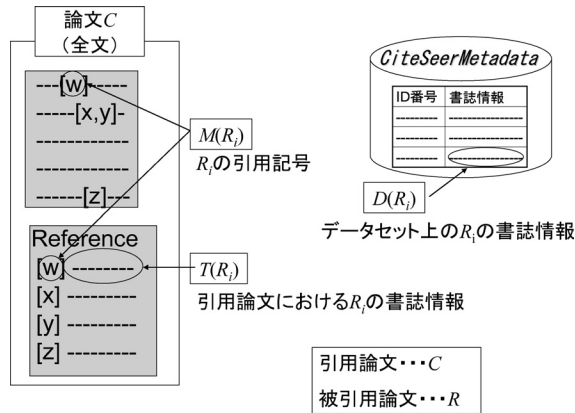 論文C
(全文)
----[w]------
------[x,y]-
--------------
--------------
------[z]----
M(Ri)
Riの引用記号
Reference
[w] ---------
[x] ----------
[y] ----------
[z] ----------
T(Ri)
引用論文におけるRiの書誌情報
CiteSeerMetadata
ID番号 書誌情報
D(Ri)
データセット上のRiの書誌情報
引用論文・・・C
被引用論文・・・R